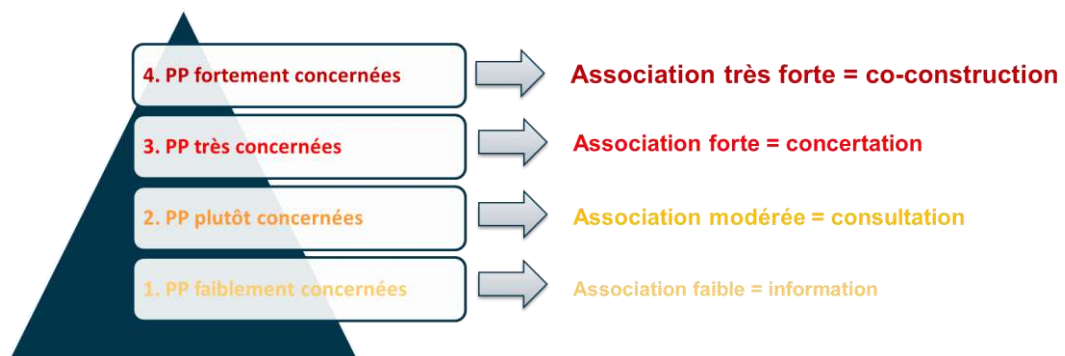 4. PP fortement concernées
Association très forte = co-construction
3. PP très concernées
Association forte = concertation
2. PP plutôt concernées
Association modérée = consultation
1. PP faiblement concernées
Association faible = information